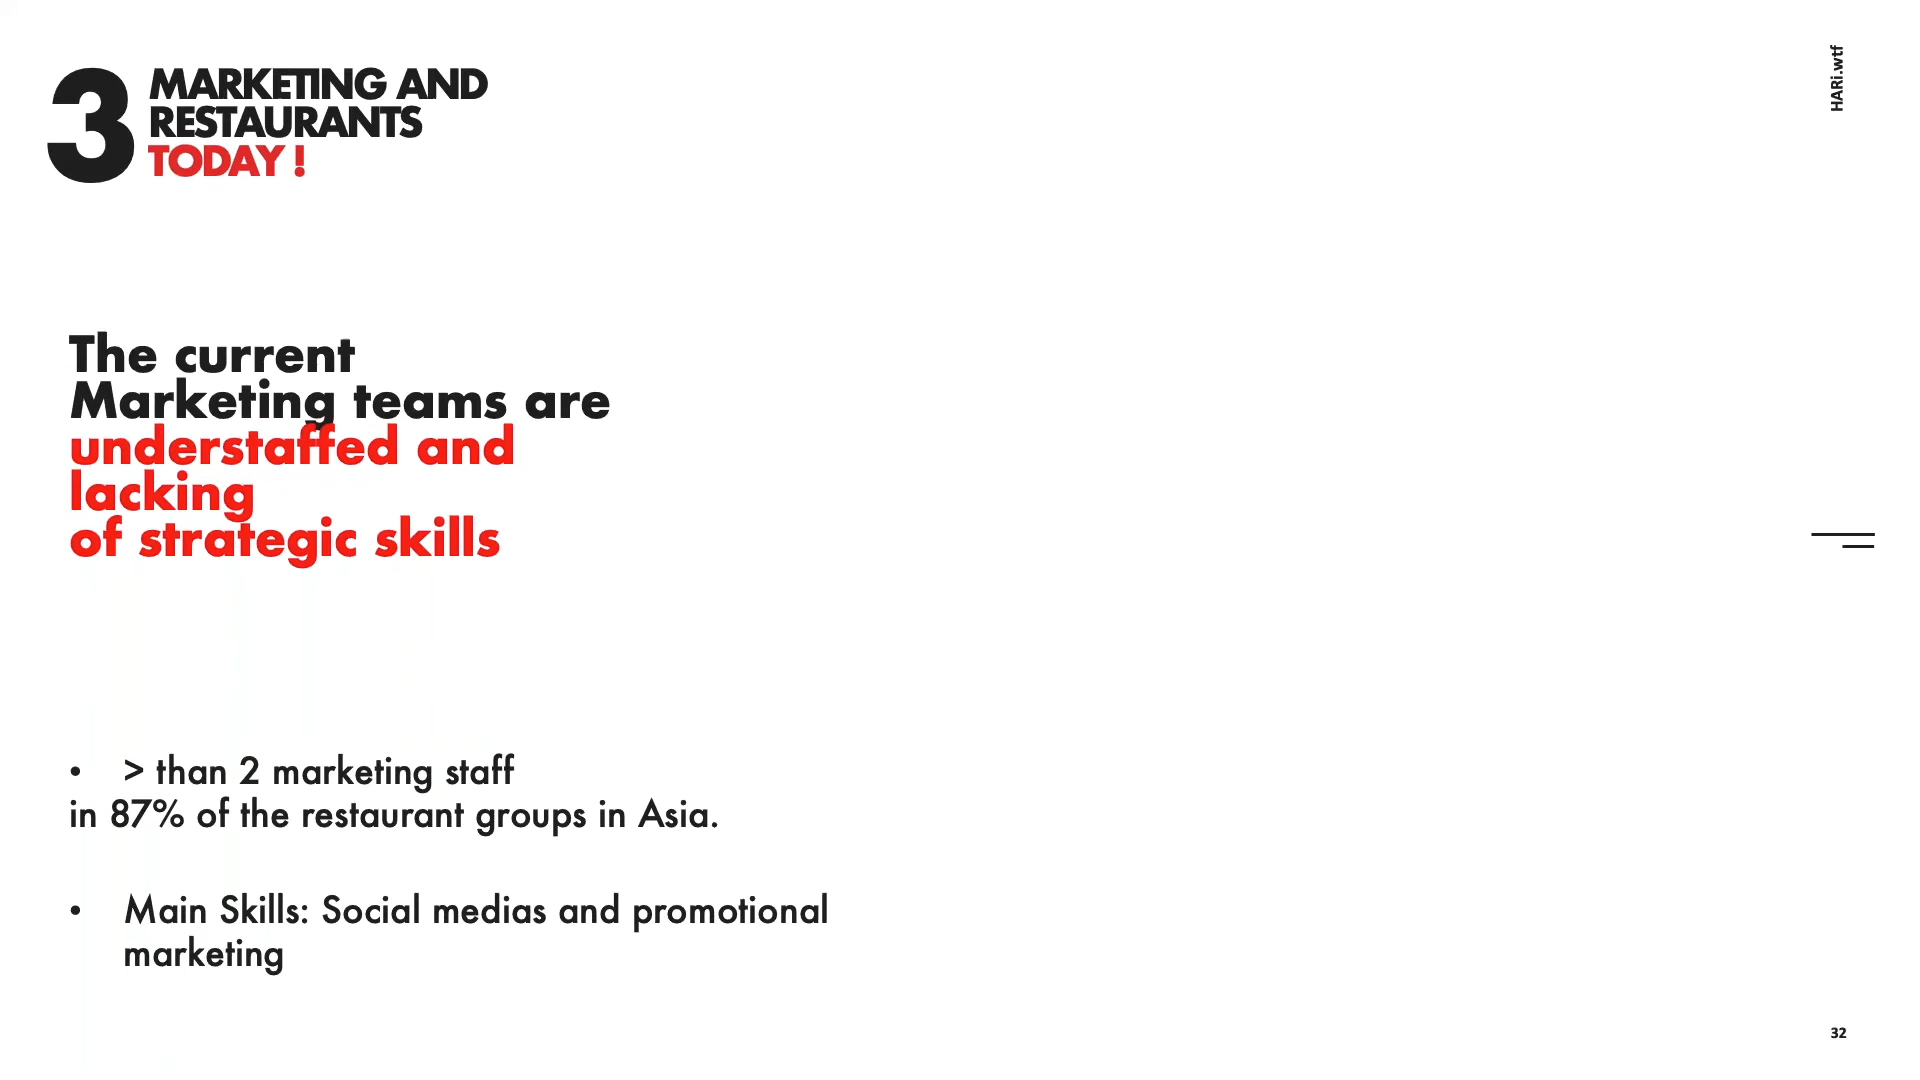 3
MARKETING AND
RESTAURANTS
TODAY !
HARi.wtf
The current
Marketing teams are
understaffed and
lacking
of strategic skills
• > than 2 marketing staff
in 87% of the restaurant groups in Asia.
• Main Skills: Social medias and promotional
marketing
32